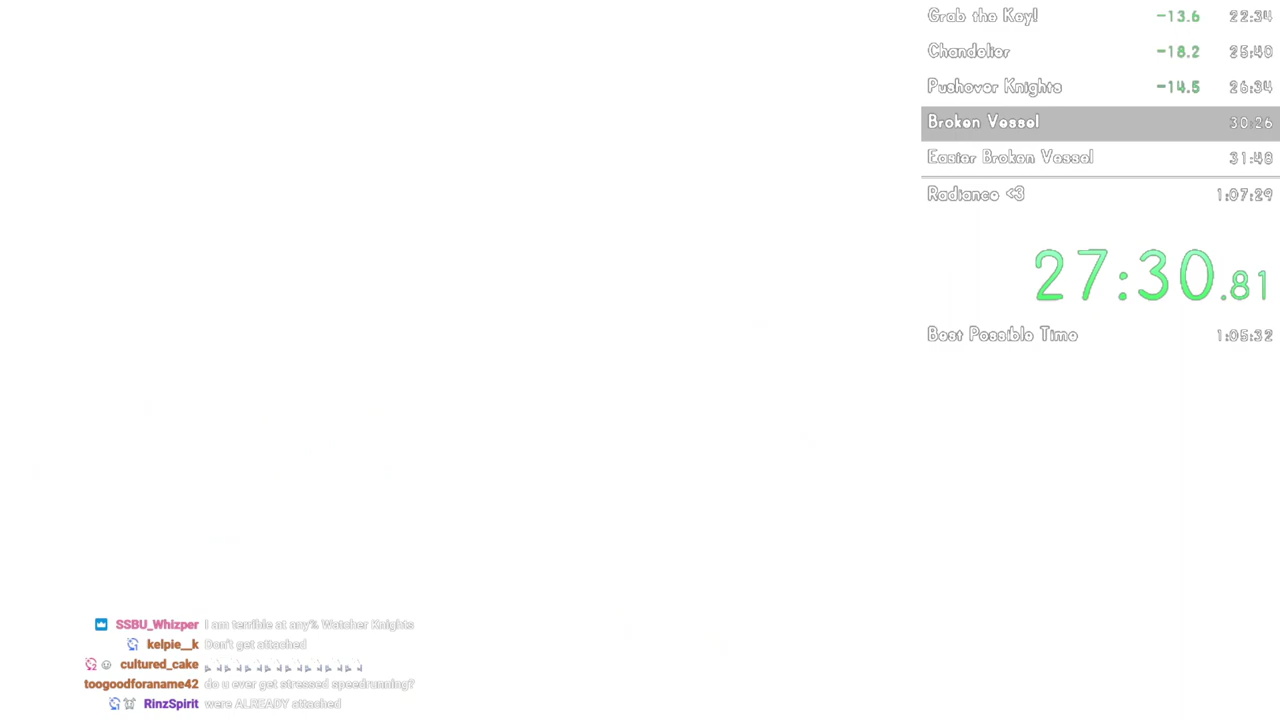 Grab the Key! -13.6 22:34
Chandelier -18.2 25:40
Pushover Knights -14.5 26:34
Broken Vessel 30:26
Easier Broken Vessel 31:48
Radiance <3 1:07:29
27:30.81
Best Possible Time 1:05:32
SSBU_Whizper I am terrible at any% Watcher Knights
kelpie__k Don't get attached
cultured_cake
toogoodforaname42 do u ever get stressed speedrunning?
RinzSpirit were ALREADY attached